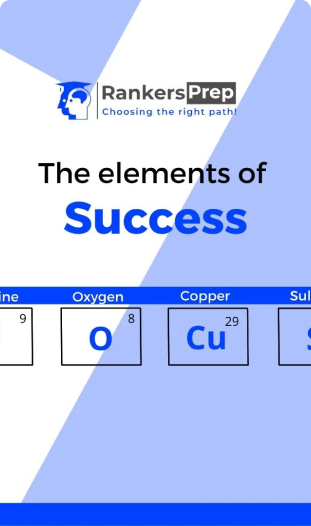 RankersPrep
Choosing the right path!
The elements of
Success
ine Oxygen Copper Sul
9 8 29
O Cu S